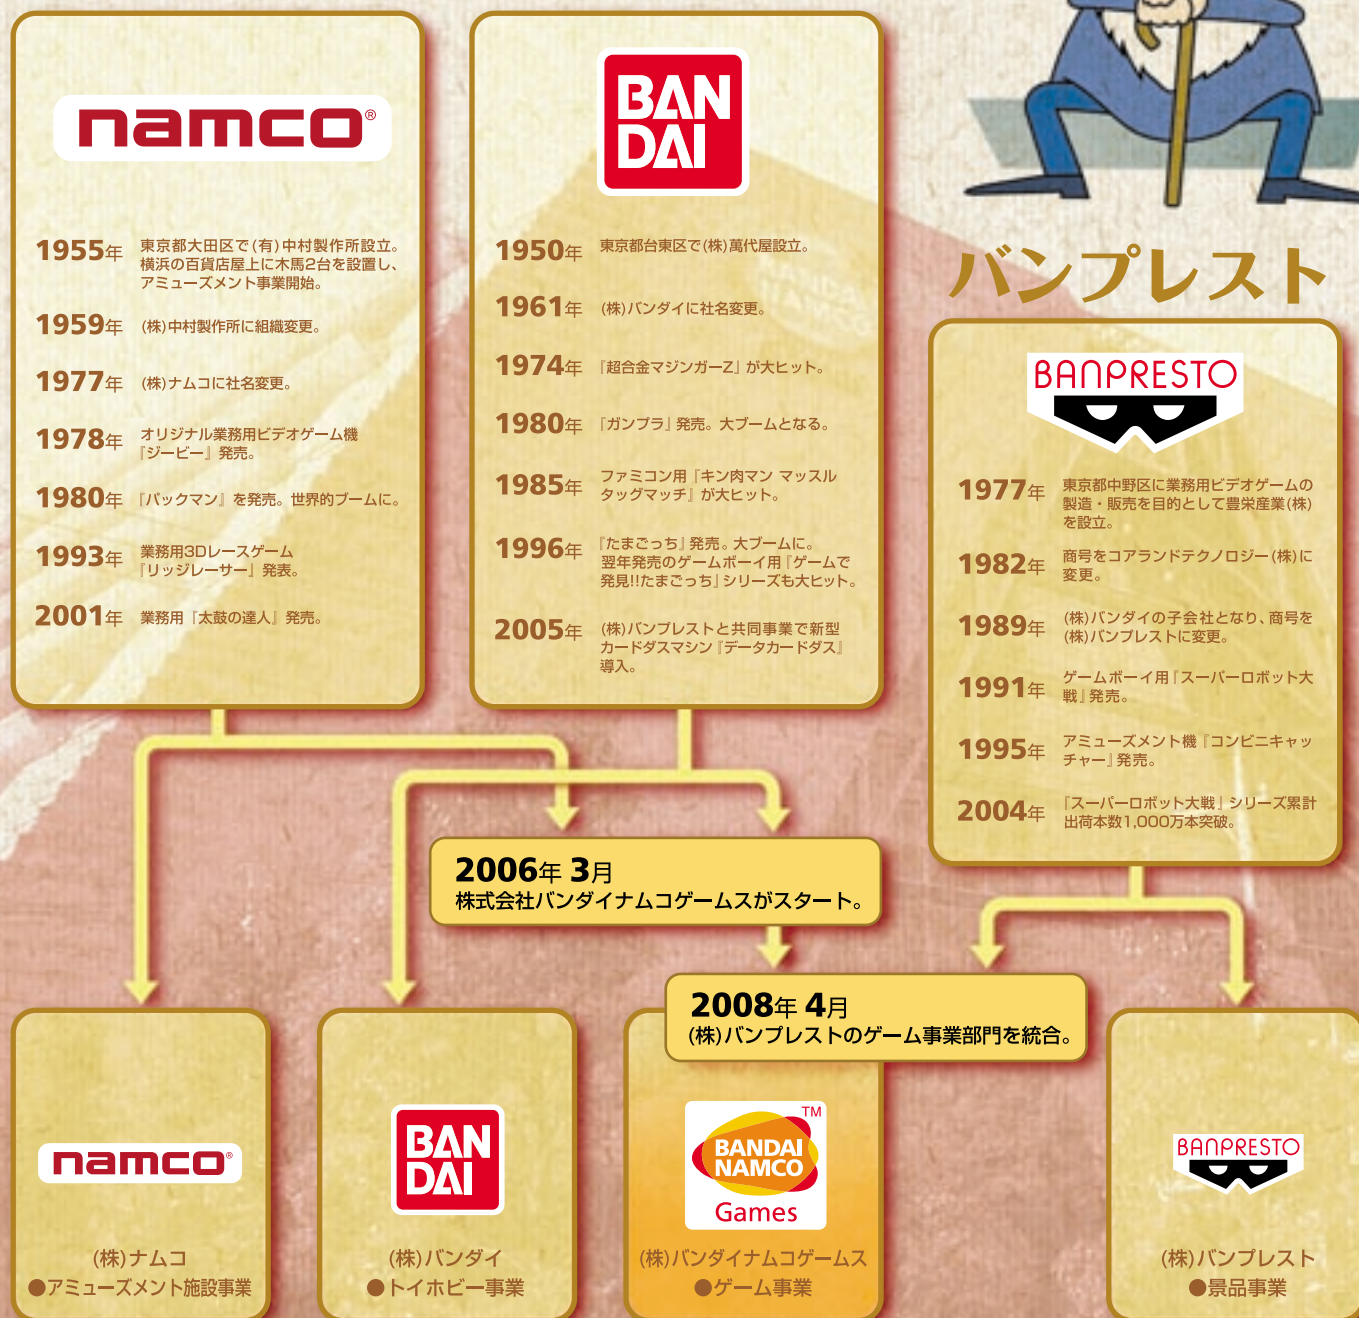 namco®
1955年 東京都大田区で(有)中村製作所設立。
横浜の百貨店屋上に木馬2台を設置し、
アミューズメント事業開始。
1959年 (株)中村製作所に組織変更。
1977年 (株)ナムコに社名変更。
1978年 オリジナル業務用ビデオゲーム機
『ジービー』発売。
1980年 『パックマン』を発売。世界的ブームに。
1993年 業務用3Dレースゲーム
『リッジレーサー』発表。
2001年 業務用『太鼓の達人』発売。
BAN
DAI
1950年 東京都台東区で(株)萬代屋設立。
1961年 (株)バンダイに社名変更。
1974年 『超合金マジンガーZ』が大ヒット。
1980年 『ガンプラ』発売。大ブームとなる。
1985年 ファミコン用『キン肉マン マッスル
タッグマッチ』が大ヒット。
1996年 『たまごっち』発売。大ブームに。
翌年発売のゲームボーイ用『ゲームで
発見!!たまごっち』シリーズも大ヒット。
2005年 (株)バンプレストと共同事業で新型
カードダスマシン『データカードダス』
導入。
バンプレスト
BANPRESTO
1977年 東京都中野区に業務用ビデオゲームの
製造・販売を目的として豊栄産業(株)
を設立。
1982年 商号をコアランドテクノロジー(株)に
変更。
1989年 (株)バンダイの子会社となり、商号を
(株)バンプレストに変更。
1991年 ゲームボーイ用『スーパーロボット大
戦』発売。
1995年 アミューズメント機『コンビニキャッ
チャー』発売。
2004年 『スーパーロボット大戦』シリーズ累計
出荷本数1,000万本突破。
2006年 3月
株式会社バンダイナムコゲームスがスタート。
2008年 4月
(株)バンプレストのゲーム事業部門を統合。
namco®
(株)ナムコ
●アミューズメント施設事業
BAN
DAI
(株)バンダイ
●トイホビー事業
BANDAI
NAMCO
TM
Games
(株)バンダイナムコゲームス
●ゲーム事業
BANPRESTO
(株)バンプレスト
●景品事業